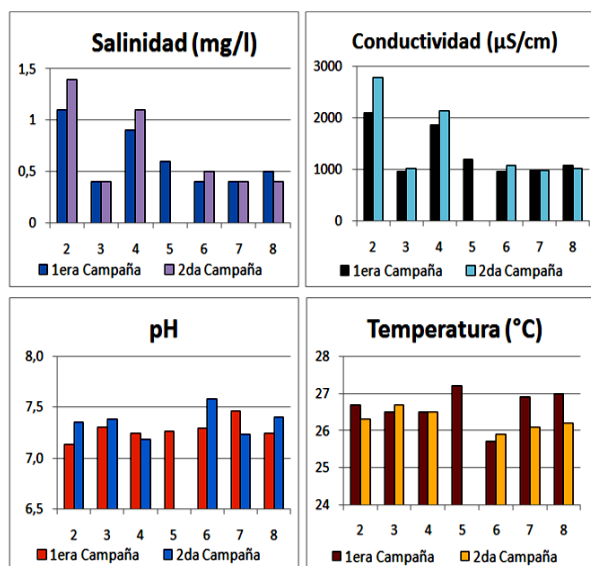 Salinidad (mg/l)
1,5
1
0,5
0
2 3 4 5 6 7 8
1era Campaña 2da Campaña
Conductividad (µS/cm)
3000
2000
1000
0
2 3 4 5 6 7 8
1era Campaña 2da Campaña
pH
8,0
7,5
7,0
6,5
2 3 4 5 6 7 8
1era Campaña 2da Campaña
Temperatura (°C)
28
27
26
25
24
2 3 4 5 6 7 8
1era Campaña 2da Campaña